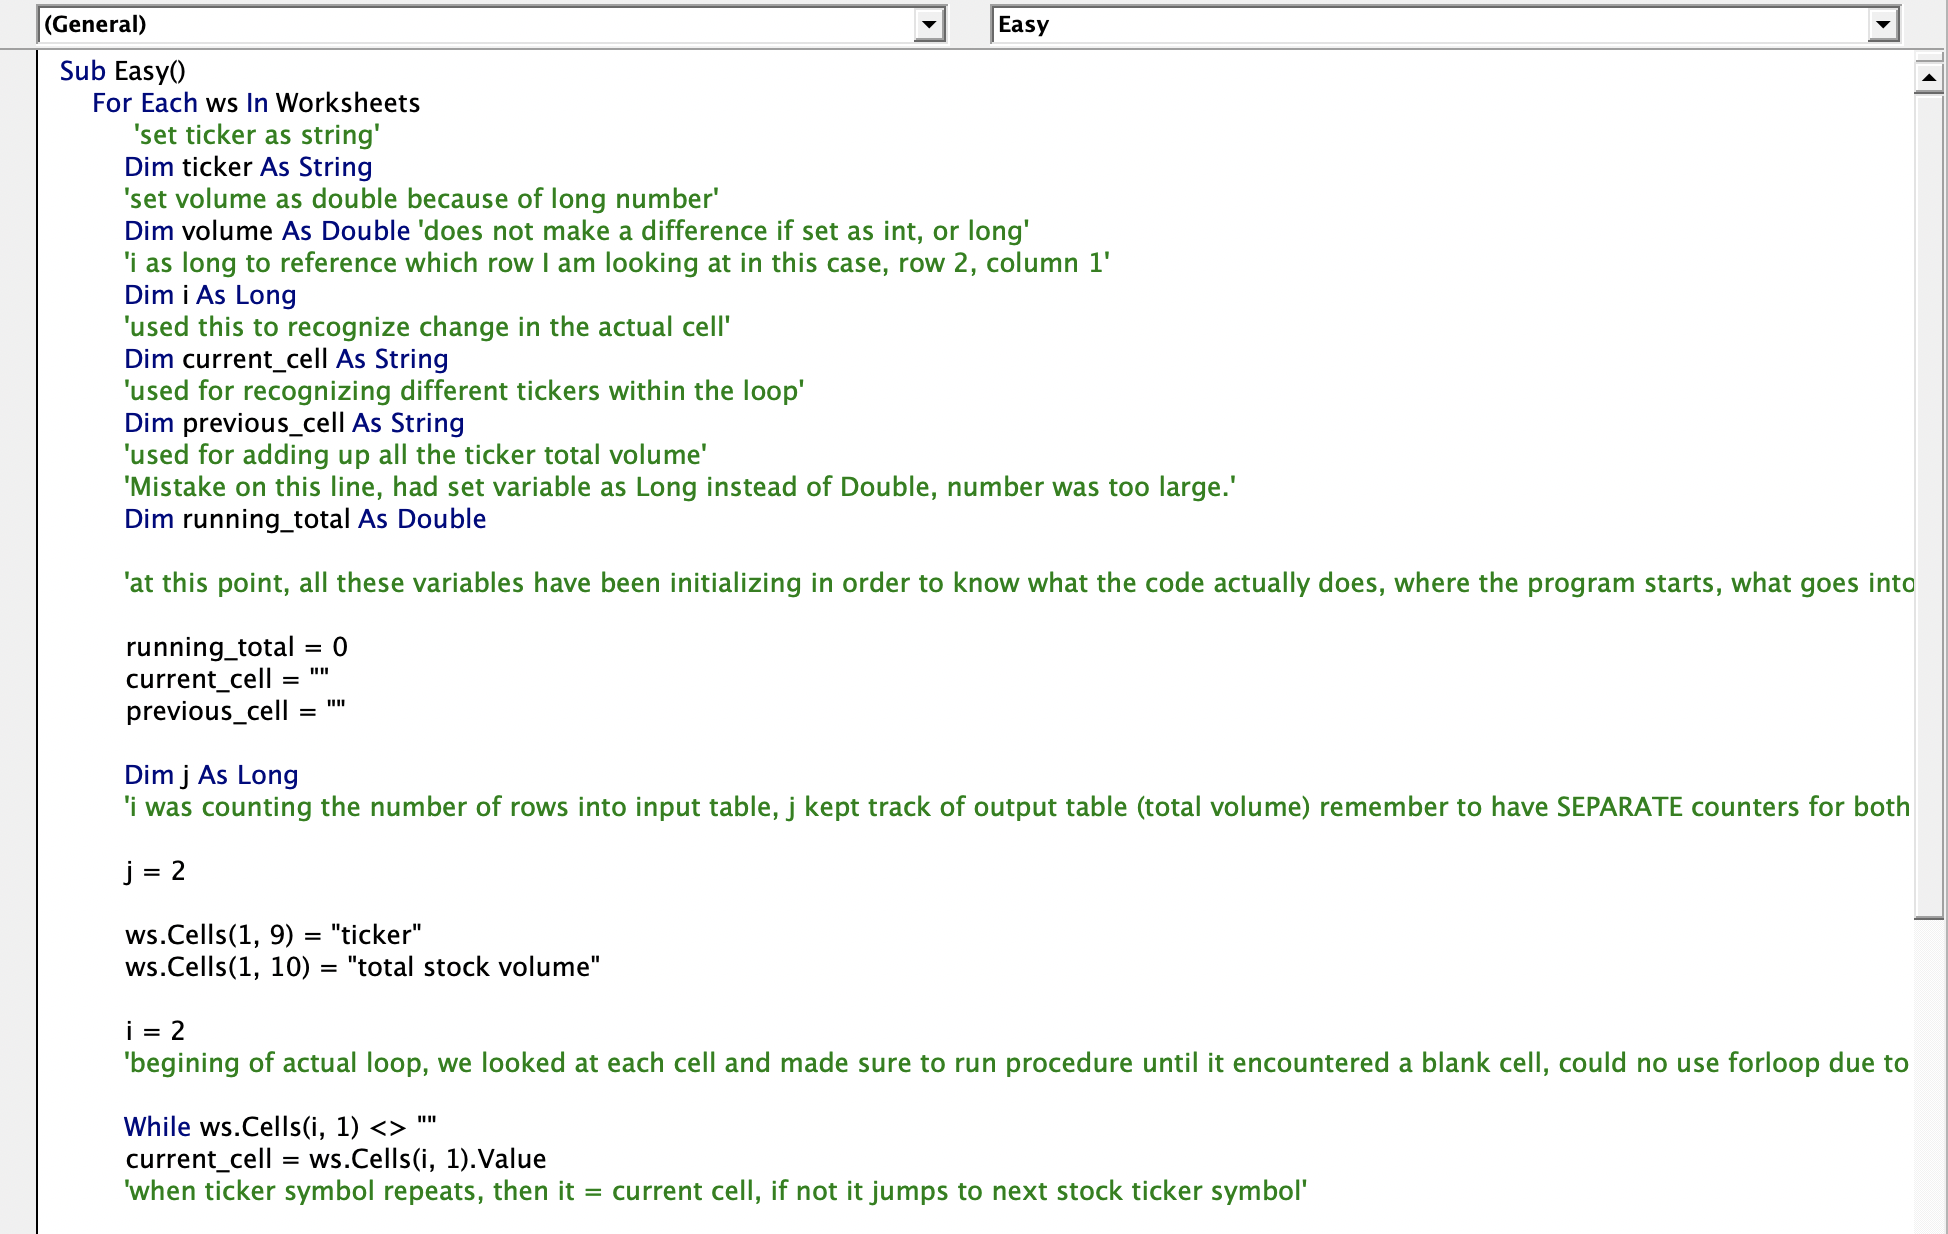 (General)
Easy
Sub Easy()
For Each ws In Worksheets
'set ticker as string'
Dim ticker As String
'set volume as double because of long number'
Dim volume As Double 'does not make a difference if set as int, or long'
'i as long to reference which row I am looking at in this case, row 2, column 1'
Dim i As Long
'used this to recognize change in the actual cell'
Dim current_cell As String
'used for recognizing different tickers within the loop'
Dim previous_cell As String
'used for adding up all the ticker total volume'
'Mistake on this line, had set variable as Long instead of Double, number was too large.'
Dim running_total As Double
'at this point, all these variables have been initializing in order to know what the code actually does, where the program starts, what goes into
running_total = 0
current_cell = ""
previous_cell = ""
Dim j As Long
'i was counting the number of rows into input table, j kept track of output table (total volume) remember to have SEPARATE counters for both
j = 2
ws.Cells(1, 9) = "ticker"
ws.Cells(1, 10) = "total stock volume"
i = 2
'begining of actual loop, we looked at each cell and made sure to run procedure until it encountered a blank cell, could no use forloop due to
While ws.Cells(i, 1) <> ""
current_cell = ws.Cells(i, 1).Value
'when ticker symbol repeats, then it = current cell, if not it jumps to next stock ticker symbol'